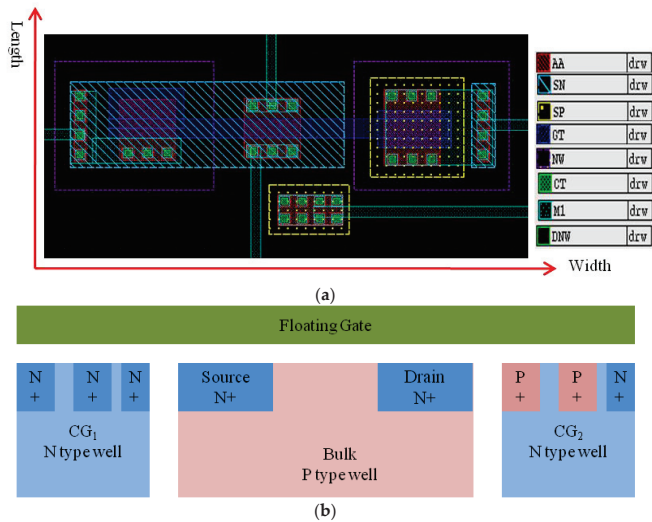 Length
AA drw
SN drw
SP drw
GT drw
NW drw
CT drw
M1 drw
DNW drw
Width
(a)
Floating Gate
N N N Source Drain P P N
+ + + N+ N+ + + +
CG₁ CG₂
N type well Bulk N type well
P type well
(b)